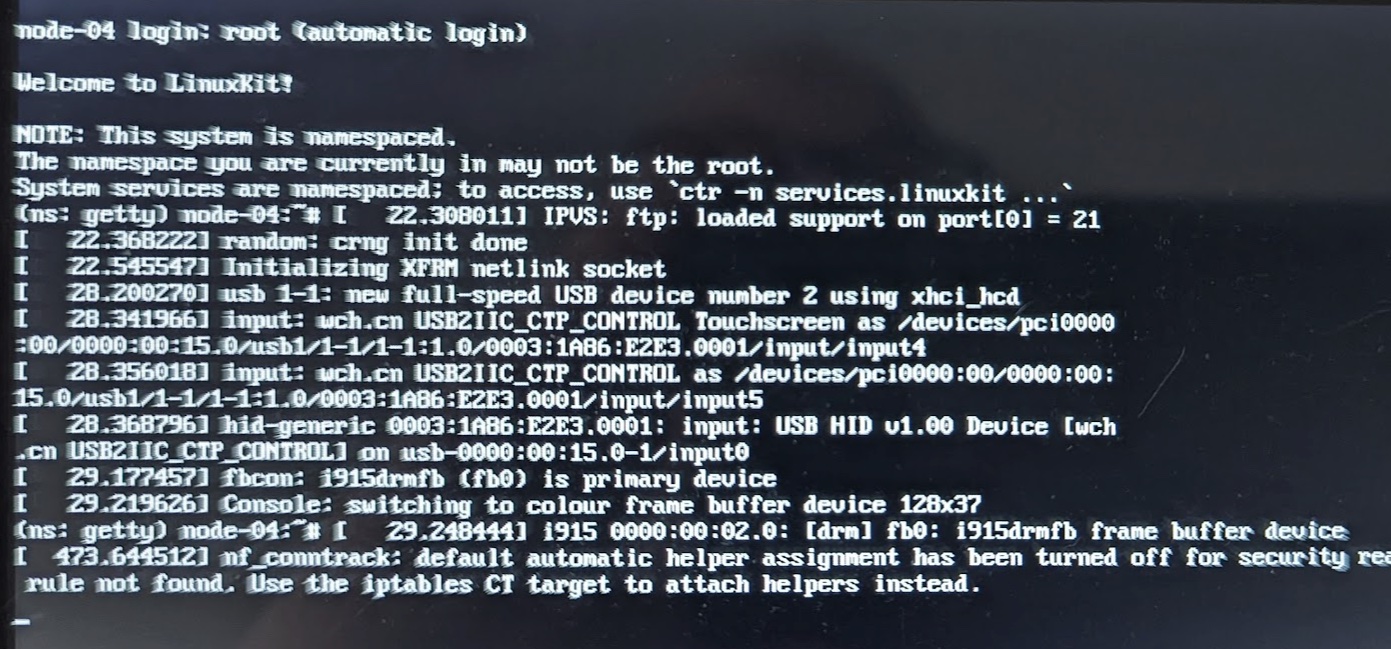 node-04 login: root (automatic login)
Welcome to LinuxKit!
NOTE: This system is namespaced.
The namespace you are currently in may not be the root.
System services are namespaced; to access, use `ctr -n services.linuxkit ...`
(ns: getty) node-04:~# [   22.308011] IPVS: ftp: loaded support on port[0] = 21
[   22.368222] random: crng init done
[   22.545547] Initializing XFRM netlink socket
[   28.200270] usb 1-1: new full-speed USB device number 2 using xhci_hcd
[   28.341966] input: wch.cn USB2IIC_CTP_CONTROL Touchscreen as /devices/pci0000
:00/0000:00:15.0/usb1/1-1/1-1:1.0/0003:1A86:E2E3.0001/input/input4
[   28.356018] input: wch.cn USB2IIC_CTP_CONTROL as /devices/pci0000:00/0000:00:
15.0/usb1/1-1/1-1:1.0/0003:1A86:E2E3.0001/input/input5
[   28.368796] hid-generic 0003:1A86:E2E3.0001: input: USB HID v1.00 Device [wch
.cn USB2IIC_CTP_CONTROL] on usb-0000:00:15.0-1/input0
[   29.177457] fbcon: i915drmfb (fb0) is primary device
[   29.219626] Console: switching to colour frame buffer device 128x37
(ns: getty) node-04:~# [   29.248444] i915 0000:00:02.0: [drm] fb0: i915drmfb frame buffer device
[  473.644512] nf_conntrack: default automatic helper assignment has been turned off for security rea
rule not found. Use the iptables CT target to attach helpers instead.